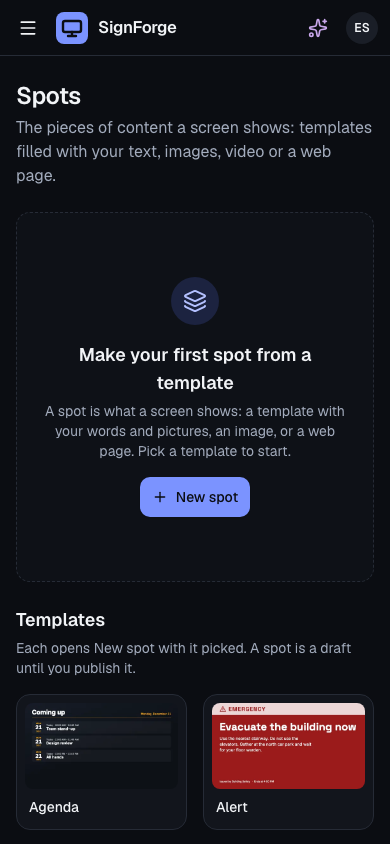 SignForge
ES
Spots
The pieces of content a screen shows: templates
filled with your text, images, video or a web
page.
Make your first spot from a
template
A spot is what a screen shows: a template with
your words and pictures, an image, or a web
page. Pick a template to start.
New spot
Templates
Each opens New spot with it picked. A spot is a draft
until you publish it.
Coming up
21
Team stand-up
21
Design review
21
All hands
Agenda
EMERGENCY
Evacuate the building now
Use the nearest stairway. Do not use the
elevators. Gather at the north car park and wait
for your floor warden.
Alert